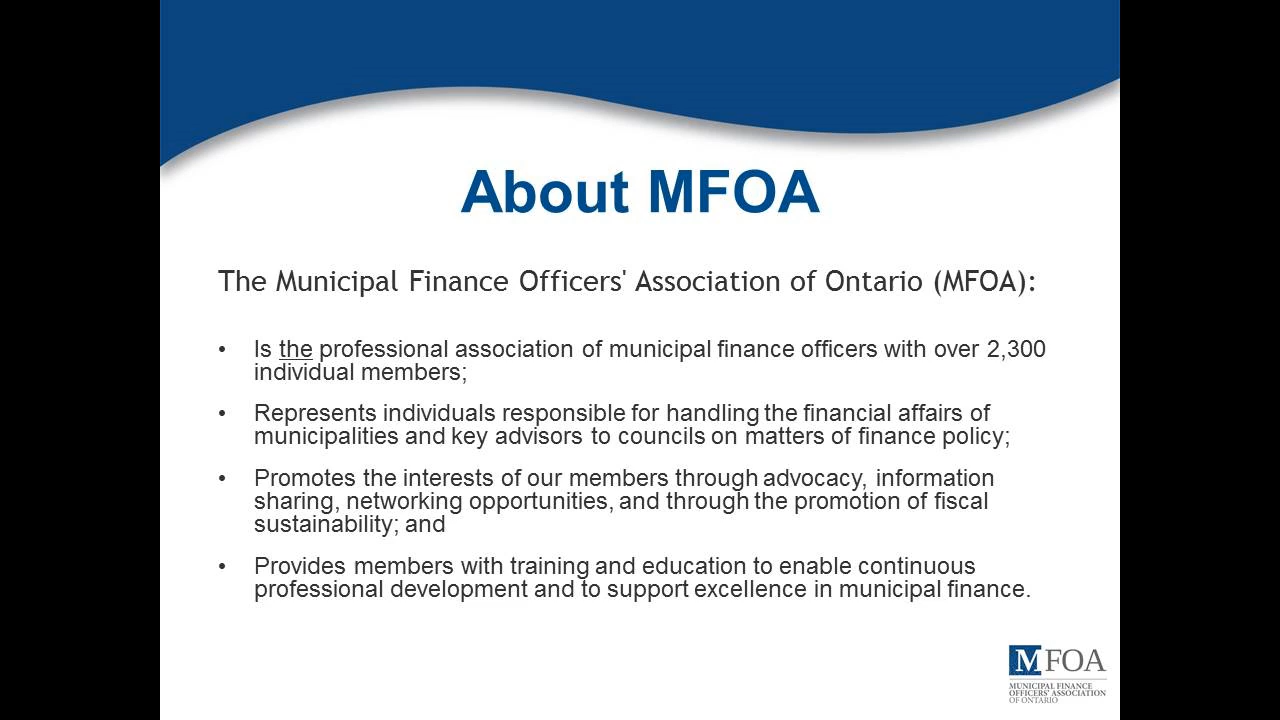 About MFOA
The Municipal Finance Officers' Association of Ontario (MFOA):
• Is the professional association of municipal finance officers with over 2,300
individual members;
• Represents individuals responsible for handling the financial affairs of
municipalities and key advisors to councils on matters of finance policy;
• Promotes the interests of our members through advocacy, information
sharing, networking opportunities, and through the promotion of fiscal
sustainability; and
• Provides members with training and education to enable continuous
professional development and to support excellence in municipal finance.
MFOA
MUNICIPAL FINANCE
OFFICERS' ASSOCIATION
OF ONTARIO